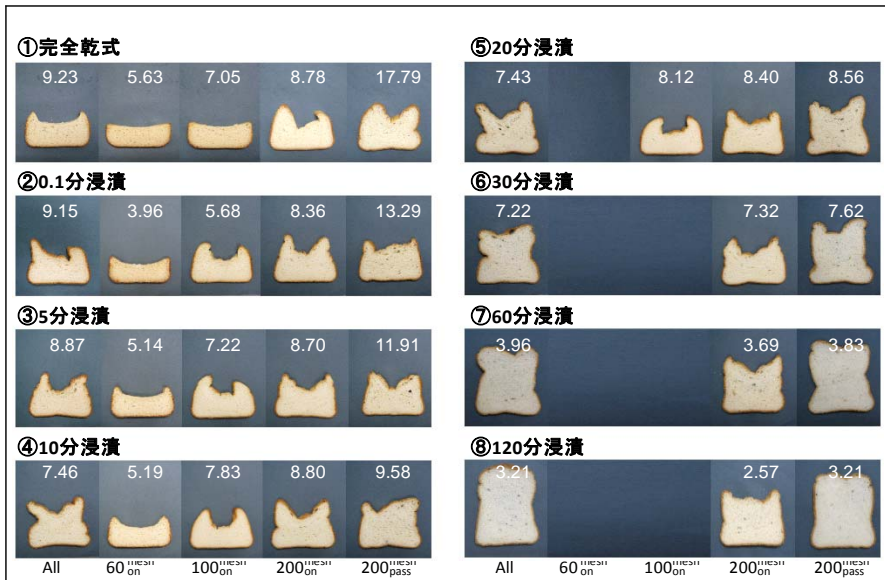 ①完全乾式
9.23 5.63 7.05 8.78 17.79
②0.1分浸漬
9.15 3.96 5.68 8.36 13.29
③5分浸漬
8.87 5.14 7.22 8.70 11.91
④10分浸漬
7.46 5.19 7.83 8.80 9.58
All 60 mesh on 100 mesh on 200 mesh on 200 mesh pass
⑤20分浸漬
7.43 8.12 8.40 8.56
⑥30分浸漬
7.22 7.32 7.62
⑦60分浸漬
3.96 3.69 3.83
⑧120分浸漬
3.21 2.57 3.21
All 60 mesh on 100 mesh on 200 mesh on 200 mesh pass